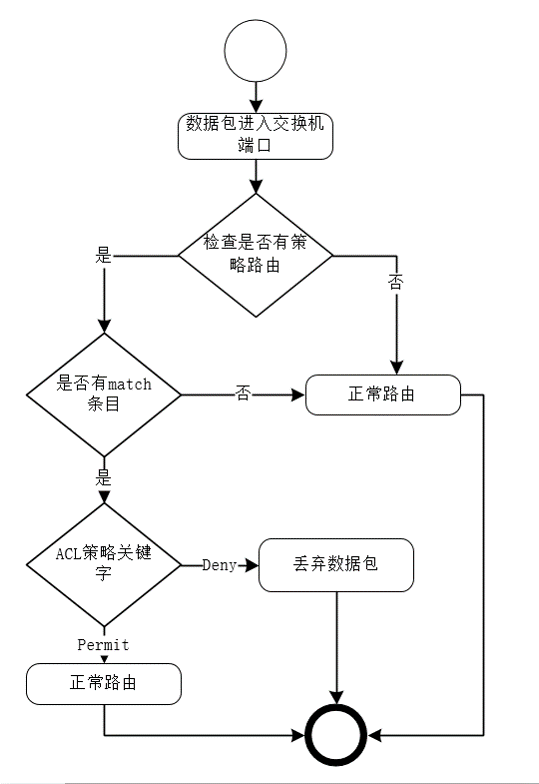 数据包进入交换机
端口
检查是否有策
略路由
是
否
是否有match
条目
否
正常路由
是
ACL策略关键
字
Deny
丢弃数据包
Permit
正常路由